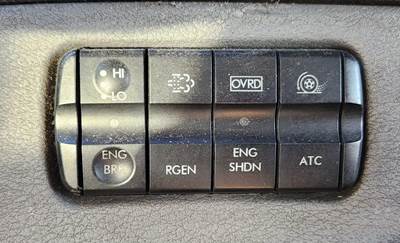 HI
LO
OVRD
ENG
BRK
RGEN
ENG
SHDN
ATC